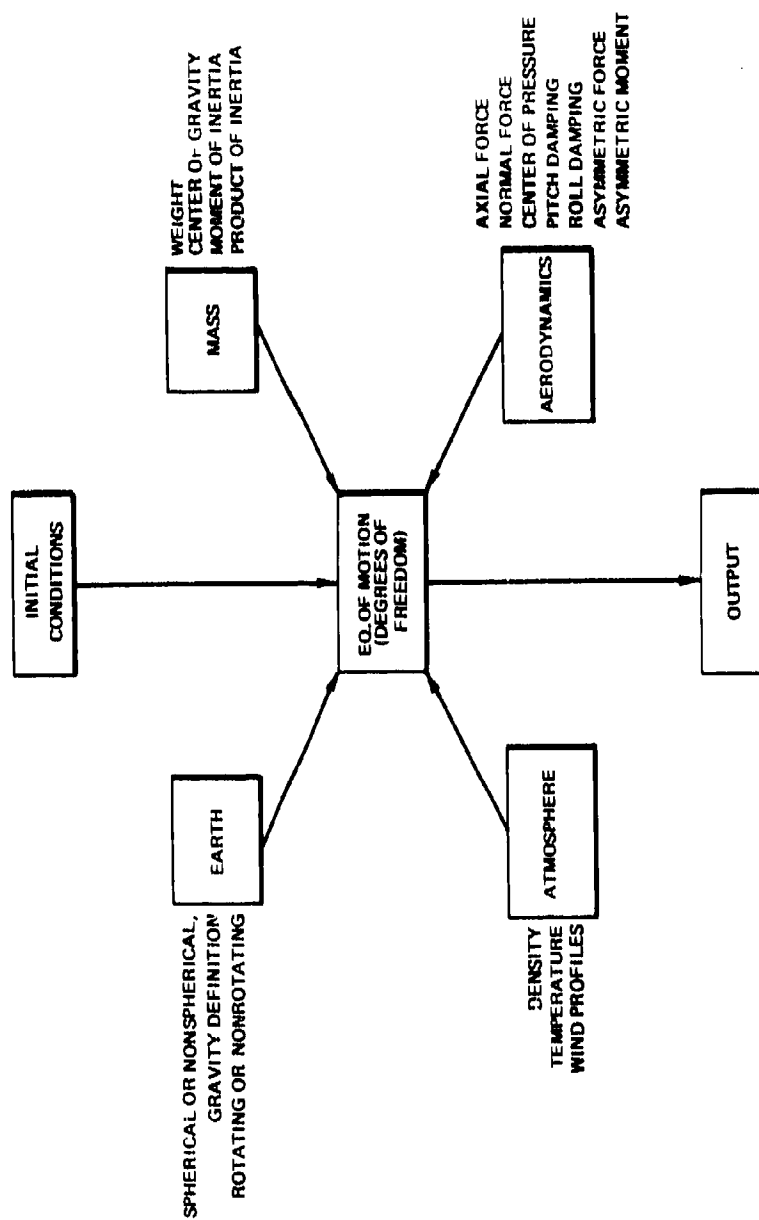 INITIAL
CONDITIONS
SPHERICAL OR NONSPHERICAL,
GRAVITY DEFINITION
ROTATING OR NONROTATING
EARTH
MASS
WEIGHT
CENTER OF GRAVITY
MOMENT OF INERTIA
PRODUCT OF INERTIA
EQ. OF MOTION
(DEGREES OF
FREEDOM)
DENSITY
TEMPERATURE
WIND PROFILES
ATMOSPHERE
AERODYNAMICS
AXIAL FORCE
NORMAL FORCE
CENTER OF PRESSURE
PITCH DAMPING
ROLL DAMPING
ASYMMETRIC FORCE
ASYMMETRIC MOMENT
OUTPUT